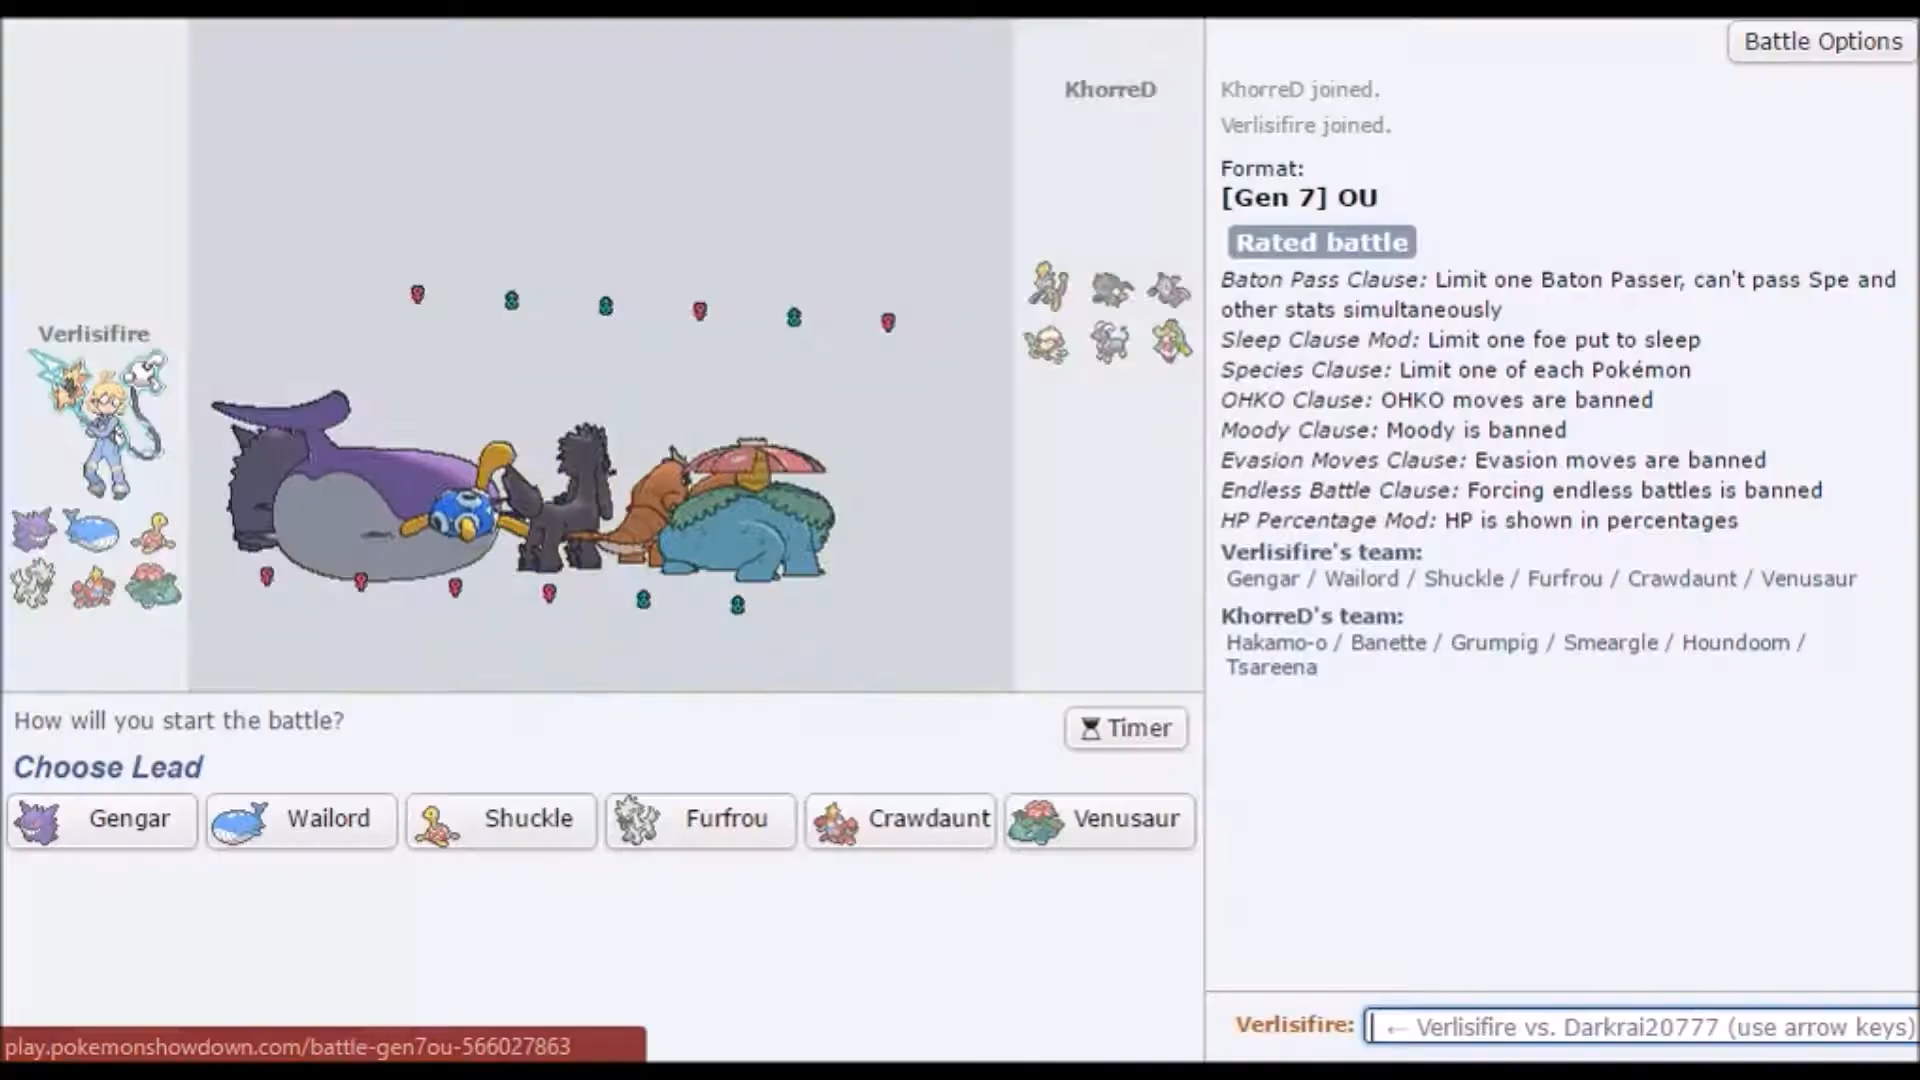 Battle Options
KhorreD
KhorreD joined.
Verlisifire joined.
Format:
[Gen 7] OU
Rated battle
Baton Pass Clause: Limit one Baton Passer, can't pass Spe and
other stats simultaneously
Sleep Clause Mod: Limit one foe put to sleep
Species Clause: Limit one of each Pokémon
OHKO Clause: OHKO moves are banned
Moody Clause: Moody is banned
Evasion Moves Clause: Evasion moves are banned
Endless Battle Clause: Forcing endless battles is banned
HP Percentage Mod: HP is shown in percentages
Verlisifire's team:
Gengar / Wailord / Shuckle / Furfrou / Crawdaunt / Venusaur
KhorreD's team:
Hakamo-o / Banette / Grumpig / Smeargle / Houndoom /
Tsareena
Verlisifire
How will you start the battle?
Timer
Choose Lead
Gengar
Wailord
Shuckle
Furfrou
Crawdaunt
Venusaur
Verlisifire: ← Verlisifire vs. Darkrai20777 (use arrow keys)
play.pokemonshowdown.com/battle-gen7ou-566027863